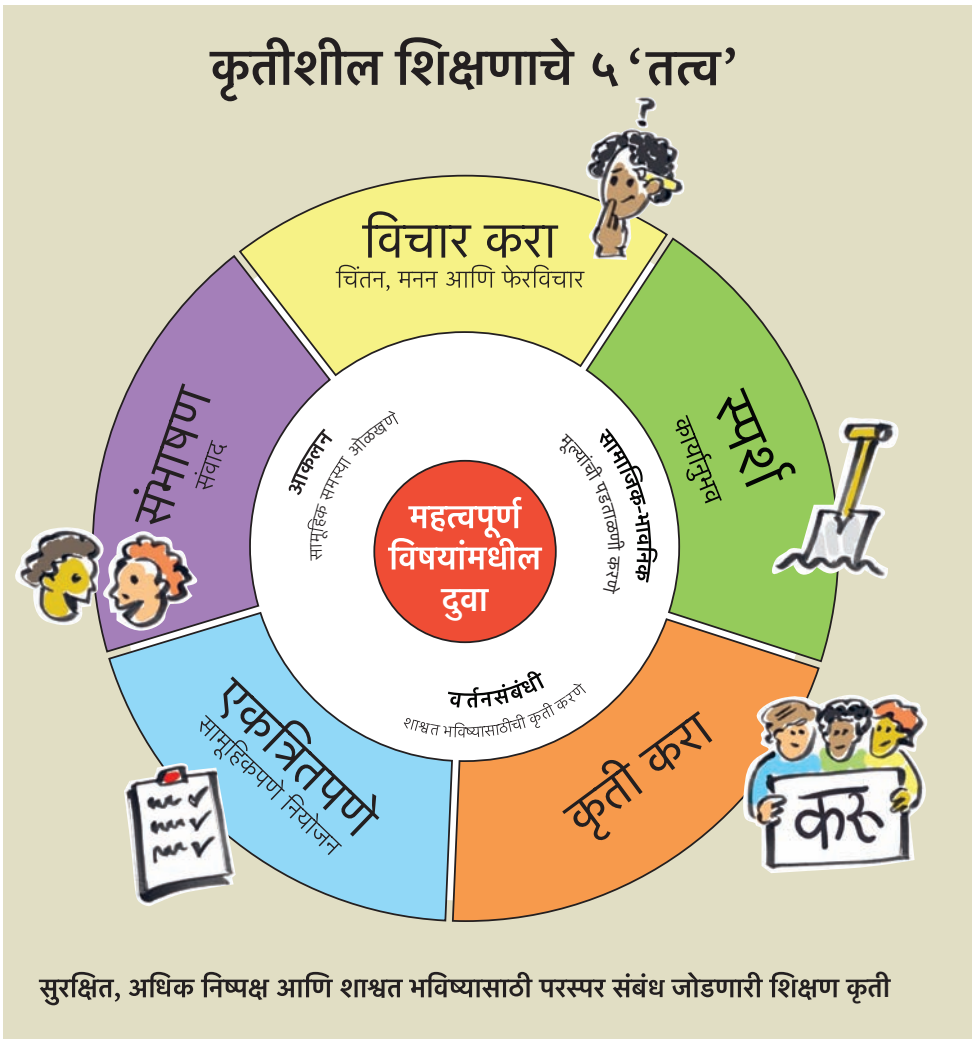 कृतीशील शिक्षणाचे ५ ‘तत्व’
?
विचार करा
चिंतन, मनन आणि फेरविचार
स्पर्श
कार्यानुभव
कृती करा
करू
एकत्रितपणे
सामूहिकपणे नियोजन
संभाषण
संवाद
आकलन
सामूहिक समस्या ओळखणे
सामाजिक-भावनिक
मूल्यांची पडताळणी करणे
वर्तनसंबंधी
शाश्वत भविष्यासाठीची कृती करणे
महत्वपूर्ण
विषयांमधील
दुवा
सुरक्षित, अधिक निष्पक्ष आणि शाश्वत भविष्यासाठी परस्पर संबंध जोडणारी शिक्षण कृती